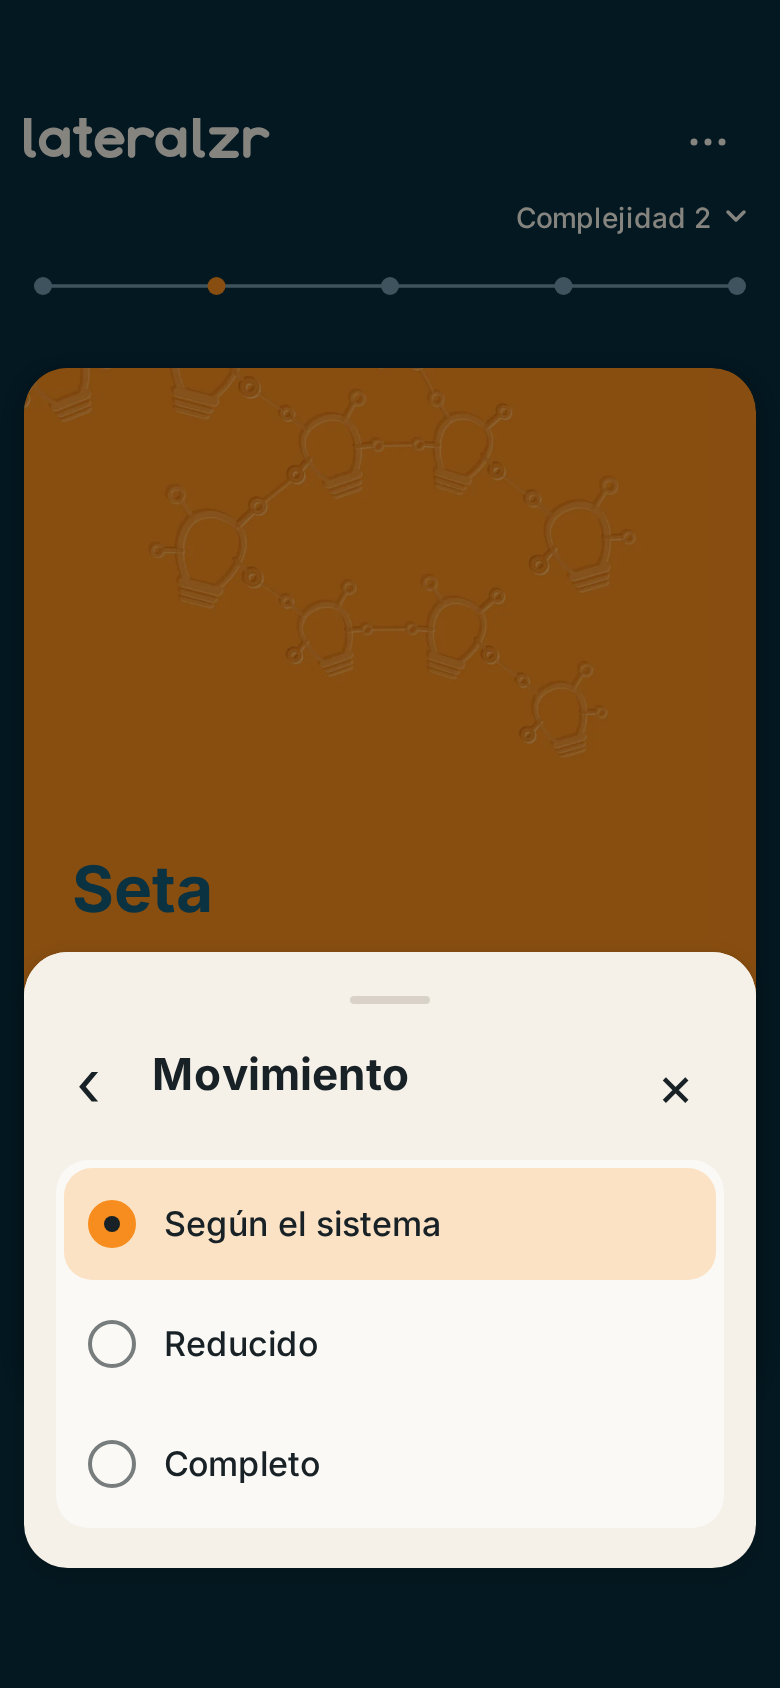 lateralzr
Complejidad 2
Seta
Movimiento
Según el sistema
Reducido
Completo